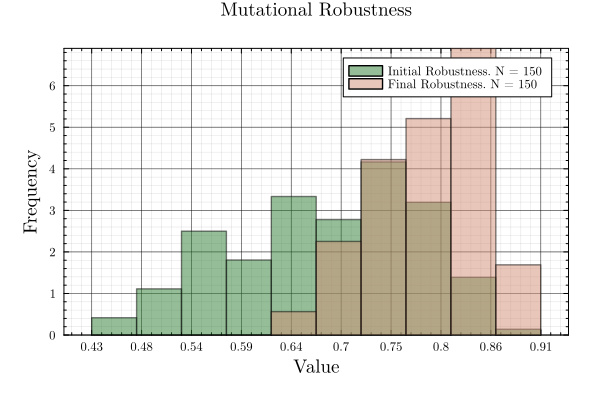 Mutational Robustness
Initial Robustness. N = 150
Final Robustness. N = 150
Frequency
6
5
4
3
2
1
0
0.43 0.48 0.54 0.59 0.64 0.7 0.75 0.8 0.86 0.91
Value